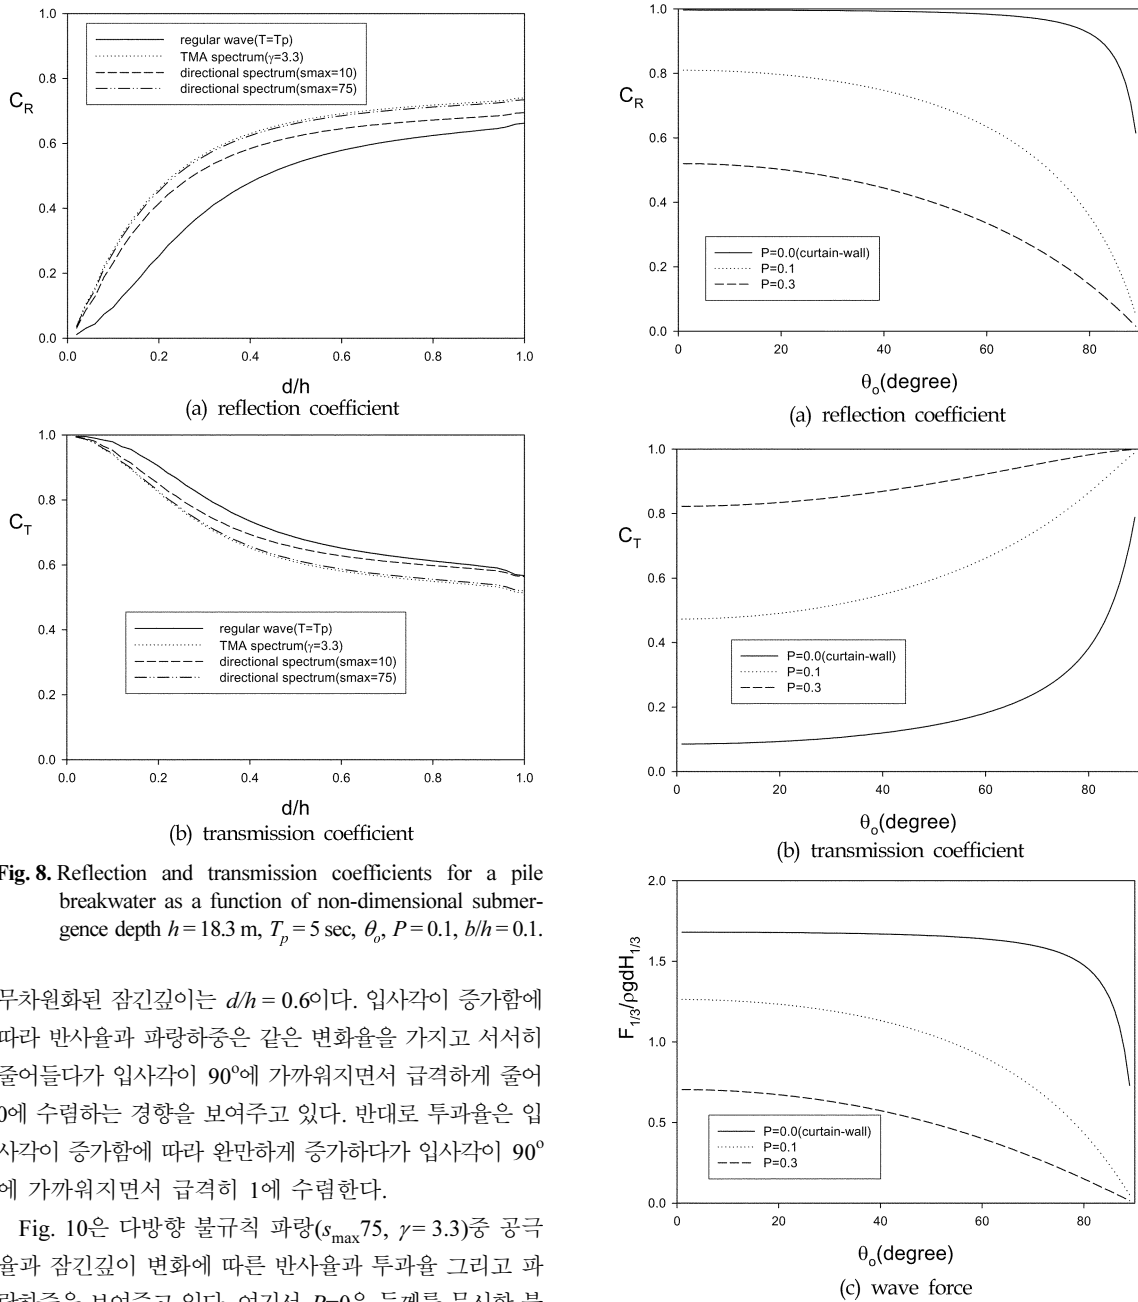 1.0
0.8
C_R
0.6
0.4
0.2
0.0
regular wave(T=Tp)
TMA spectrum(γ=3.3)
directional spectrum(smax=10)
directional spectrum(smax=75)
0.0 0.2 0.4 0.6 0.8 1.0
d/h
(a) reflection coefficient
1.0
0.8
C_T
0.6
0.4
0.2
0.0
regular wave(T=Tp)
TMA spectrum(γ=3.3)
directional spectrum(smax=10)
directional spectrum(smax=75)
0.0 0.2 0.4 0.6 0.8 1.0
d/h
(b) transmission coefficient
Fig. 8. Reflection and transmission coefficients for a pile
breakwater as a function of non-dimensional submer-
gence depth h = 18.3 m, T_p = 5 sec, θ_o, P = 0.1, b/h = 0.1.
무차원화된 잠긴깊이는 d/h = 0.6이다. 입사각이 증가함에
따라 반사율과 파랑하중은 같은 변화율을 가지고 서서히
줄어들다가 입사각이 90°에 가까워지면서 급격하게 줄어
0에 수렴하는 경향을 보여주고 있다. 반대로 투과율은 입
사각이 증가함에 따라 완만하게 증가하다가 입사각이 90°
에 가까워지면서 급격히 1에 수렴한다.
Fig. 10은 다방향 불규칙 파랑(s_max75, γ = 3.3)중 공극
율과 잠긴깊이 변화에 따른 반사율과 투과율 그리고 파
1.0
0.8
C_R
0.6
0.4
0.2
0.0
P=0.0(curtain-wall)
P=0.1
P=0.3
0 20 40 60 80
θ_o(degree)
(a) reflection coefficient
1.0
0.8
C_T
0.6
0.4
0.2
0.0
P=0.0(curtain-wall)
P=0.1
P=0.3
0 20 40 60 80
θ_o(degree)
(b) transmission coefficient
2.0
1.5
F_1/3/ρgdH_1/3
1.0
0.5
0.0
P=0.0(curtain-wall)
P=0.1
P=0.3
0 20 40 60 80
θ_o(degree)
(c) wave force